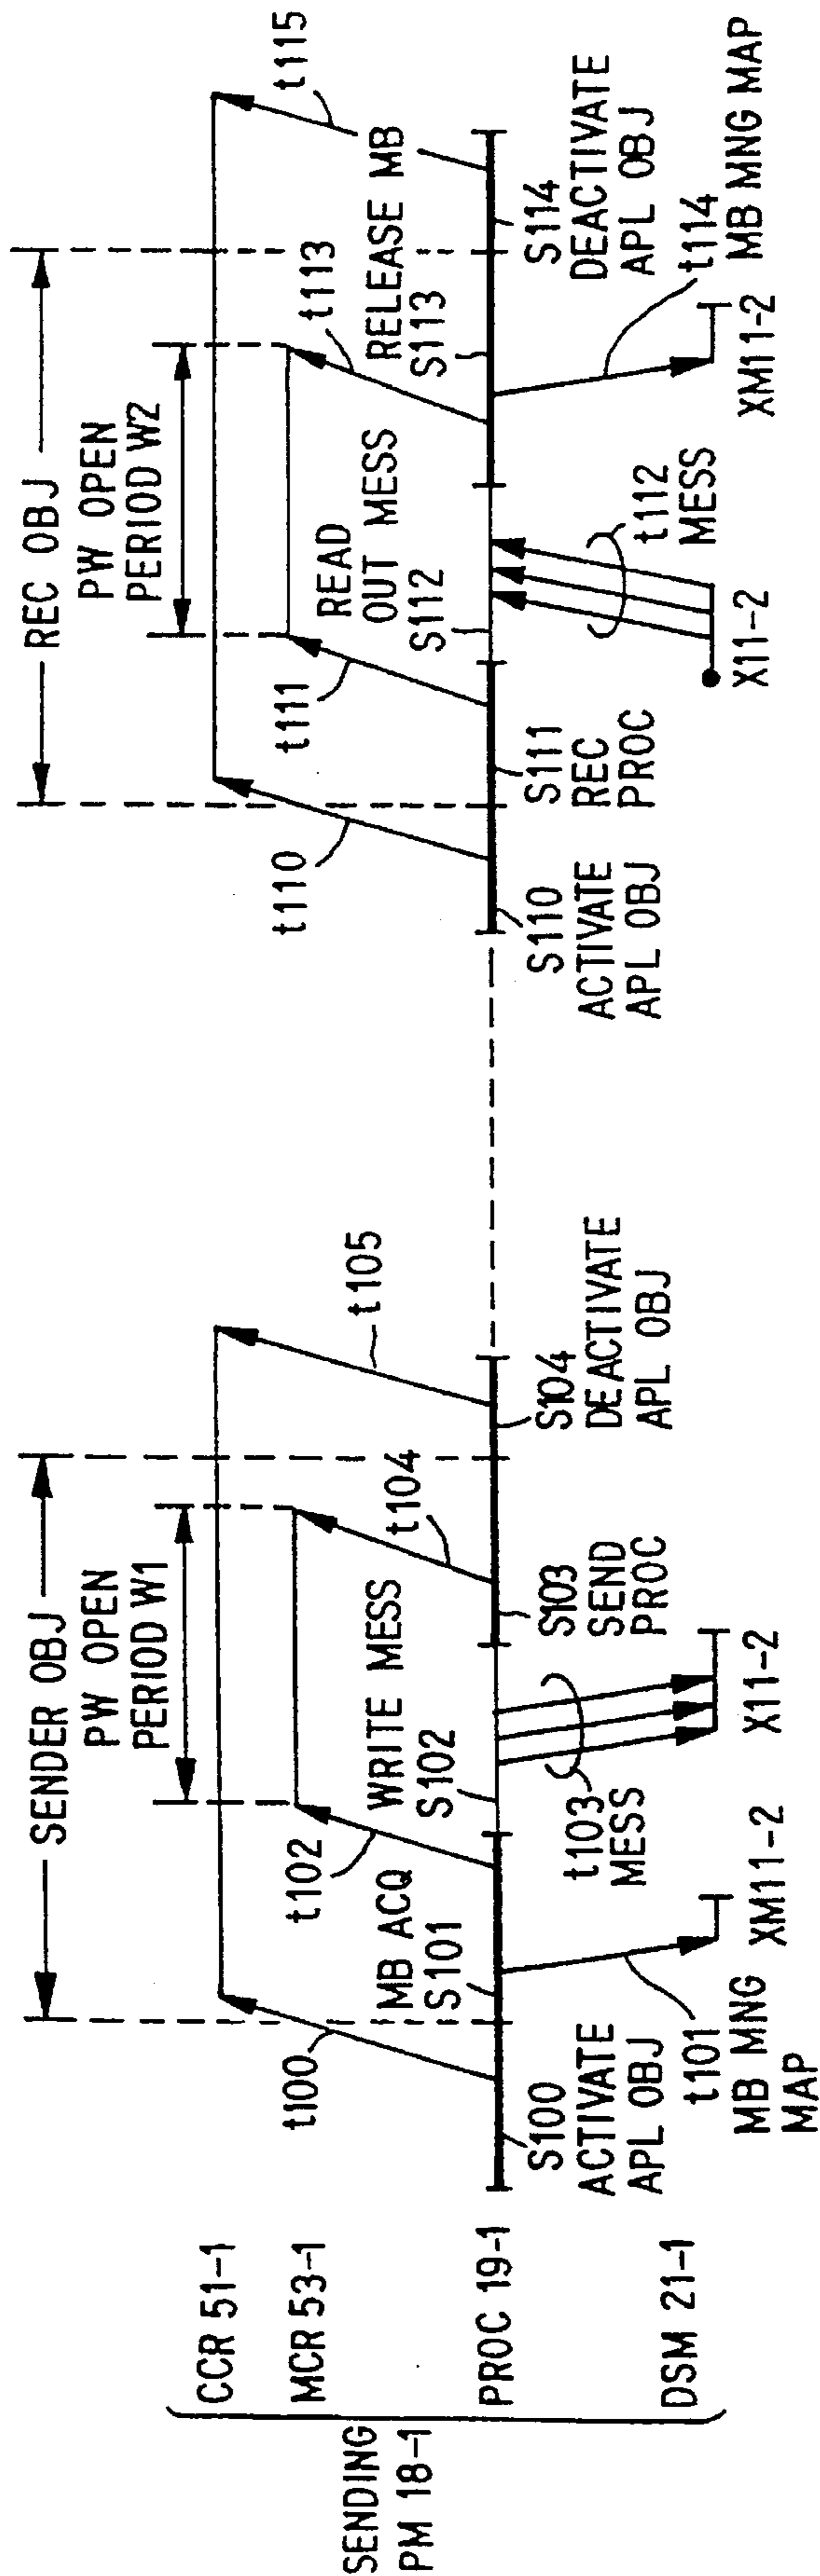 SENDING
PM 18-1
CCR 51-1
MCR 53-1
PROC 19-1
DSM 21-1
SENDER OBJ
PW OPEN
PERIOD W1
t100
t102
t104
t105
MB ACQ
S101
WRITE MESS
S102
S100
ACTIVATE
APL OBJ
t101
MB MNG
MAP
XM11-2
t103
MESS
X11-2
S103
SEND
PROC
S104
DEACTIVATE
APL OBJ
REC OBJ
PW OPEN
PERIOD W2
t110
t111
t113
t115
READ
OUT MESS
S112
RELEASE MB
S113
S110
ACTIVATE
APL OBJ
S111
REC
PROC
X11-2
t112
MESS
XM11-2
S114
DEACTIVATE
APL OBJ
t114
MB MNG MAP